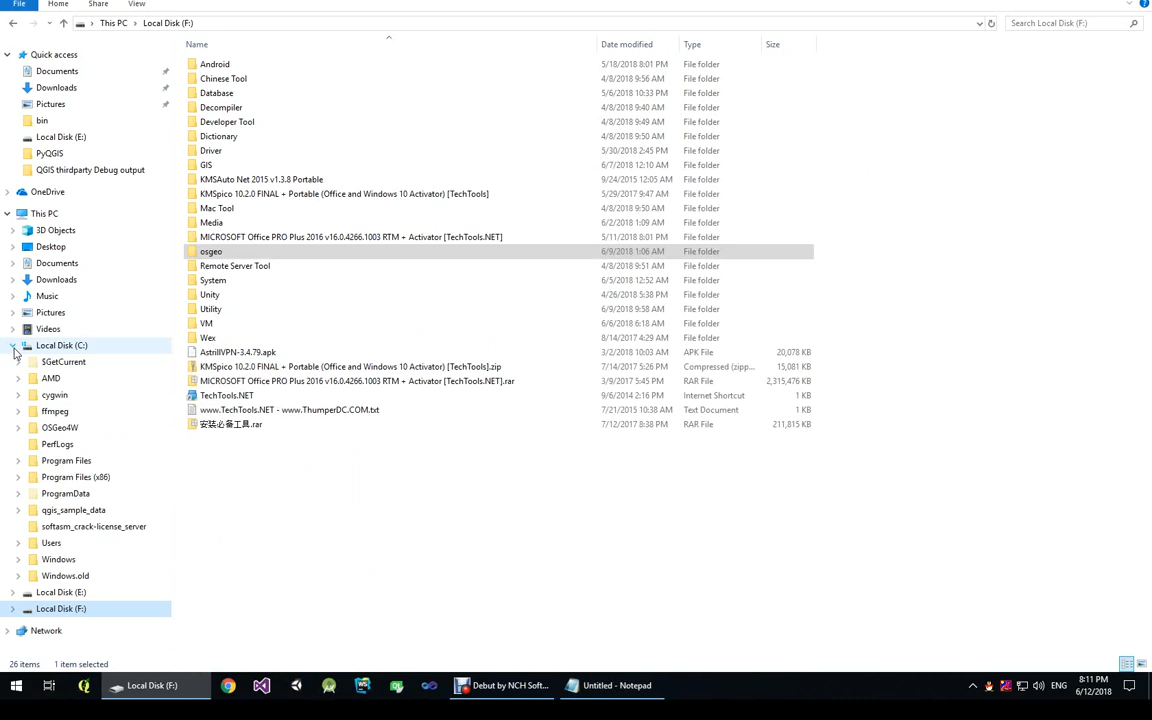 File Home Share View
This PC Local Disk (F:) Search Local Disk (F:)
Name Date modified Type Size
Quick access
Documents
Downloads
Pictures
bin
Local Disk (E:)
PyQGIS
QGIS thirdparty Debug output
OneDrive
This PC
3D Objects
Desktop
Documents
Downloads
Music
Pictures
Videos
Local Disk (C:)
$GetCurrent
AMD
cygwin
ffmpeg
OSGeo4W
PerfLogs
Program Files
Program Files (x86)
ProgramData
qgis_sample_data
softasm_crack-license_server
Users
Windows
Windows.old
Local Disk (E:)
Local Disk (F:)
Network
Android 5/18/2018 8:01 PM File folder
Chinese Tool 4/8/2018 9:56 AM File folder
Database 5/6/2018 10:33 PM File folder
Decompiler 4/8/2018 9:40 AM File folder
Developer Tool 4/8/2018 9:49 AM File folder
Dictionary 4/8/2018 9:50 AM File folder
Driver 5/30/2018 2:45 PM File folder
GIS 6/7/2018 12:10 AM File folder
KMSAuto Net 2015 v1.3.8 Portable 9/24/2015 12:05 AM File folder
KMSpico 10.2.0 FINAL + Portable (Office and Windows 10 Activator) [TechTools] 5/29/2017 9:47 AM File folder
Mac Tool 4/8/2018 9:50 AM File folder
Media 6/2/2018 1:09 AM File folder
MICROSOFT Office PRO Plus 2016 v16.0.4266.1003 RTM + Activator [TechTools.NET] 5/11/2018 8:01 PM File folder
osgeo 6/9/2018 1:06 AM File folder
Remote Server Tool 4/8/2018 9:51 AM File folder
System 6/5/2018 12:52 AM File folder
Unity 4/26/2018 5:38 PM File folder
Utility 6/9/2018 9:58 AM File folder
VM 6/6/2018 6:18 AM File folder
Wex 8/14/2017 4:29 AM File folder
AstrillVPN-3.4.79.apk 3/2/2018 10:03 AM APK File 20,078 KB
KMSpico 10.2.0 FINAL + Portable (Office and Windows 10 Activator) [TechTools].zip 7/14/2017 5:26 PM Compressed (zipp... 15,081 KB
MICROSOFT Office PRO Plus 2016 v16.0.4266.1003 RTM + Activator [TechTools.NET].rar 3/9/2017 5:45 PM RAR File 2,315,476 KB
TechTools.NET 9/6/2014 2:16 PM Internet Shortcut 1 KB
www.TechTools.NET - www.ThumperDC.COM.txt 7/21/2015 10:38 AM Text Document 1 KB
安装必备工具.rar 7/12/2017 8:38 PM RAR File 211,815 KB
26 items 1 item selected
Local Disk (F:) Debut by NCH Soft... Untitled - Notepad ENG 8:11 PM
6/12/2018